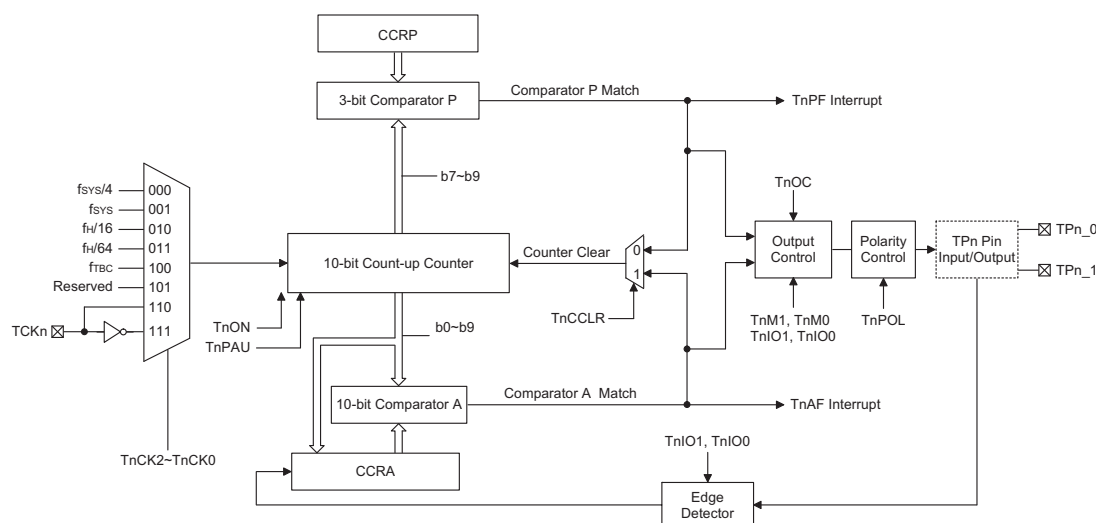 CCRP
3-bit Comparator P
Comparator P Match
TnPF Interrupt
b7~b9
fSYS/4
000
fSYS
001
fH/16
010
fH/64
011
fTBC
100
Reserved
101
110
TCKn
111
10-bit Count-up Counter
Counter Clear
0
1
TnOC
Output
Control
Polarity
Control
TPn Pin
Input/Output
TPn_0
TPn_1
TnON
TnPAU
b0~b9
TnCCLR
TnM1, TnM0
TnIO1, TnIO0
TnPOL
10-bit Comparator A
Comparator A Match
TnAF Interrupt
TnCK2~TnCK0
CCRA
TnIO1, TnIO0
Edge
Detector